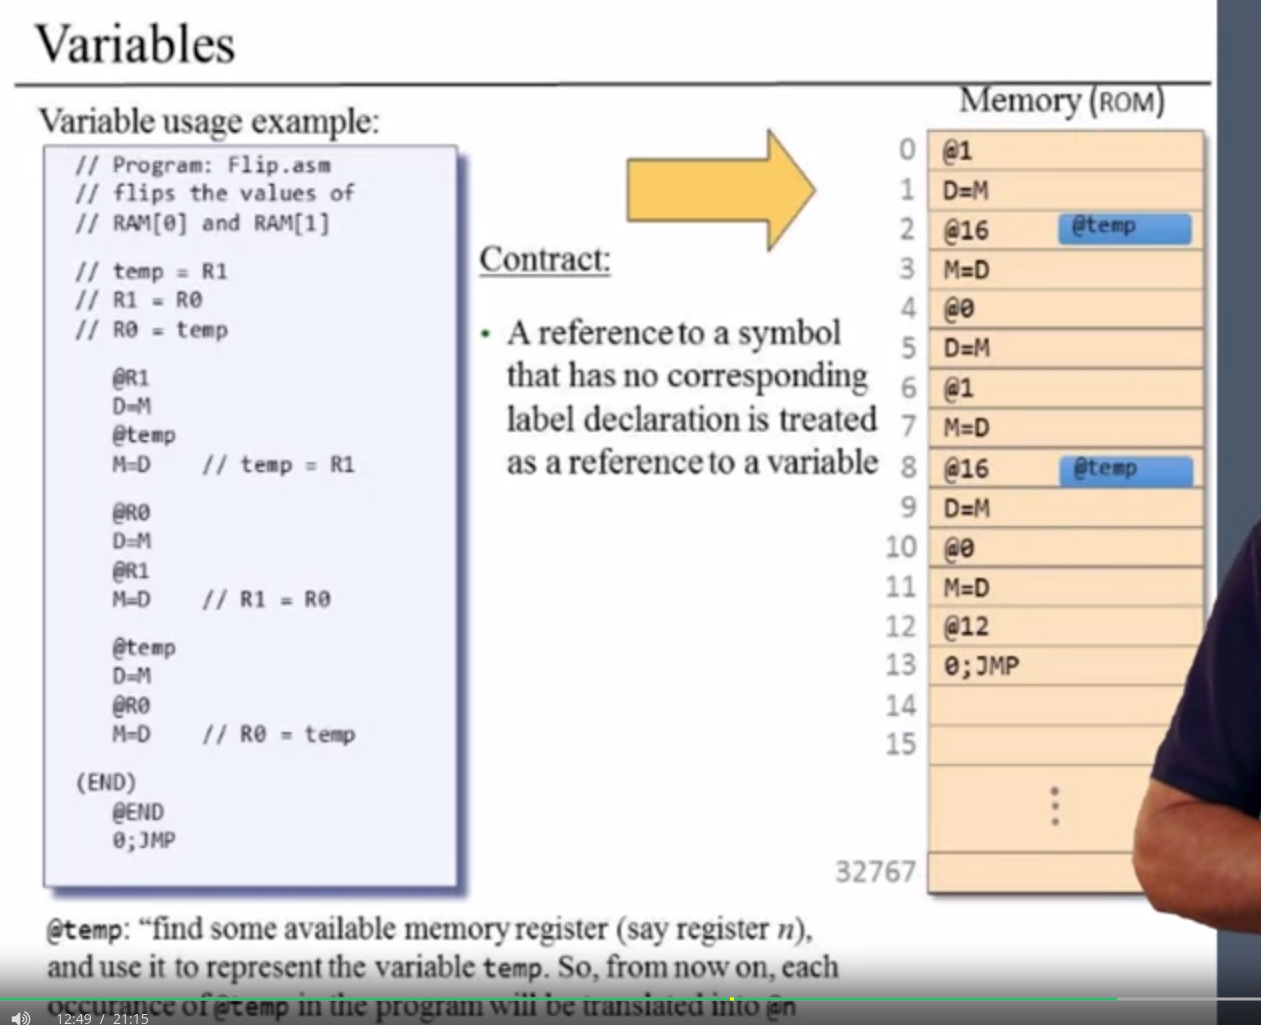 Variables
Variable usage example:
// Program: Flip.asm
// flips the values of
// RAM[0] and RAM[1]
// temp = R1
// R1 = R0
// R0 = temp
@R1
D=M
@temp
M=D // temp = R1
@R0
D=M
@R1
M=D // R1 = R0
@temp
D=M
@R0
M=D // R0 = temp
(END)
@END
0;JMP
Contract:
• A reference to a symbol
that has no corresponding
label declaration is treated
as a reference to a variable
Memory (ROM)
0 @1
1 D=M
2 @16 @temp
3 M=D
4 @0
5 D=M
6 @1
7 M=D
8 @16 @temp
9 D=M
10 @0
11 M=D
12 @12
13 0;JMP
14
15
32767
@temp: “find some available memory register (say register n),
and use it to represent the variable temp. So, from now on, each
occurance of @temp in the program will be translated into @n
12:49 / 21:15